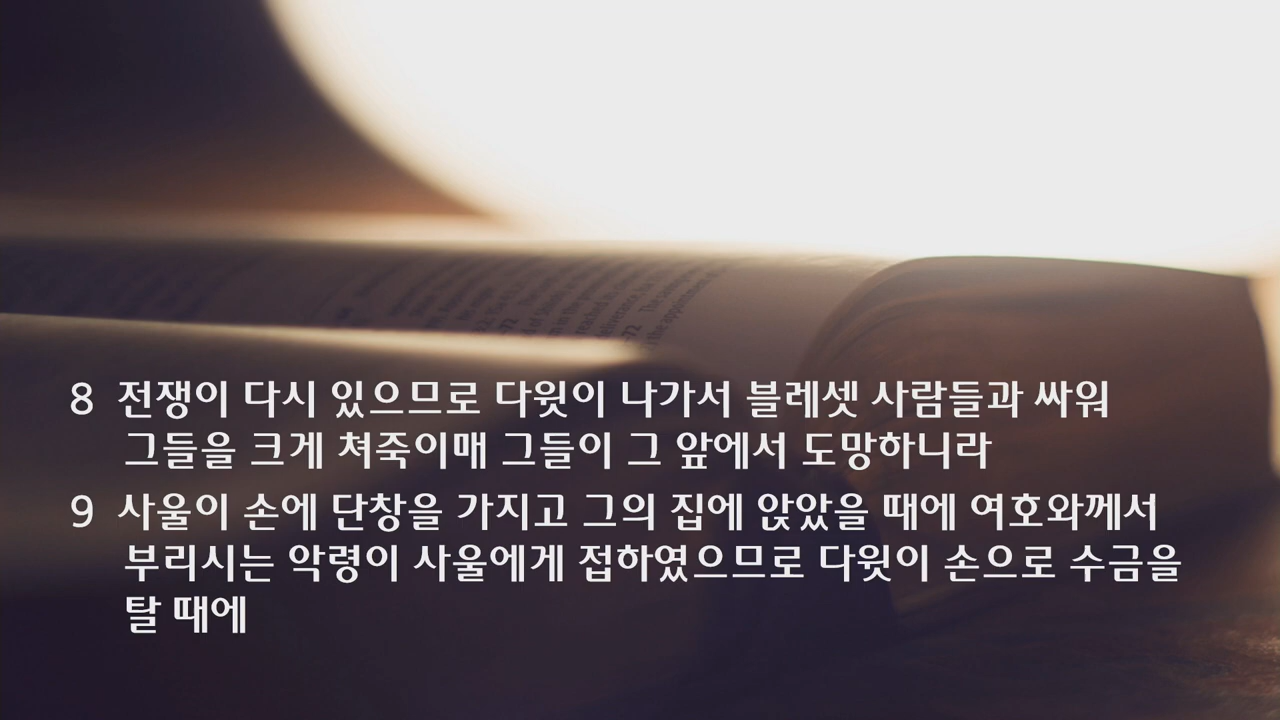 8 전쟁이 다시 있으므로 다윗이 나가서 블레셋 사람들과 싸워
그들을 크게 쳐죽이매 그들이 그 앞에서 도망하니라
9 사울이 손에 단창을 가지고 그의 집에 앉았을 때에 여호와께서
부리시는 악령이 사울에게 접하였으므로 다윗이 손으로 수금을
탈 때에